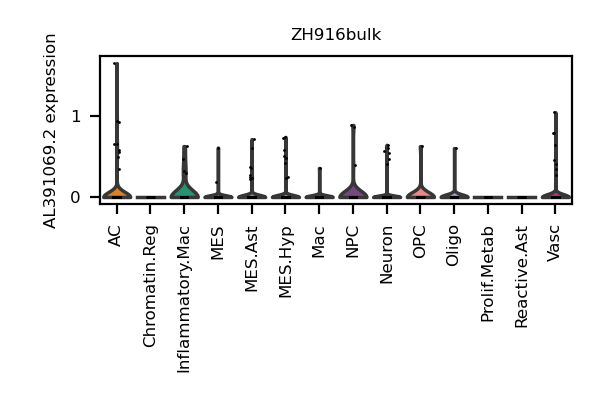 ZH916bulk
AL391069.2 expression
1
0
AC
Chromatin.Reg
Inflammatory.Mac
MES
MES.Ast
MES.Hyp
Mac
NPC
Neuron
OPC
Oligo
Prolif.Metab
Reactive.Ast
Vasc